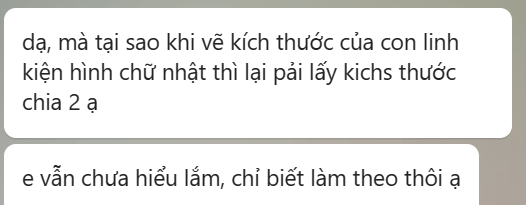 dạ, mà tại sao khi vẽ kích thước của con linh
kiện hình chữ nhật thì lại pải lấy kichs thước
chia 2 ạ
e vẫn chưa hiểu lắm, chỉ biết làm theo thôi ạ